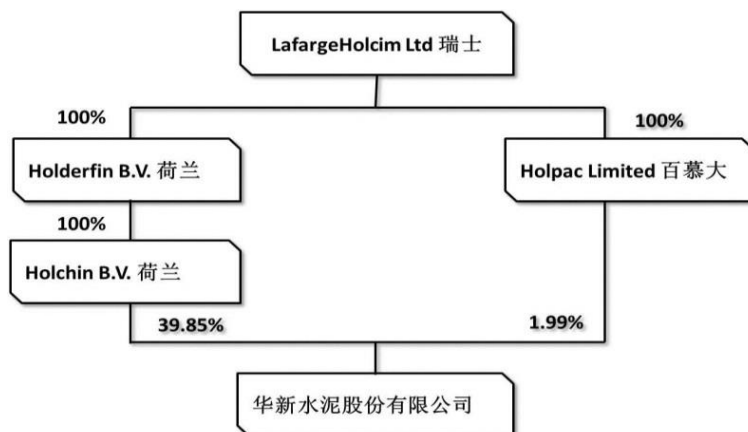 LafargeHolcim Ltd 瑞士
100%
100%
Holderfin B.V. 荷兰
Holpac Limited 百慕大
100%
Holchin B.V. 荷兰
39.85%
1.99%
华新水泥股份有限公司